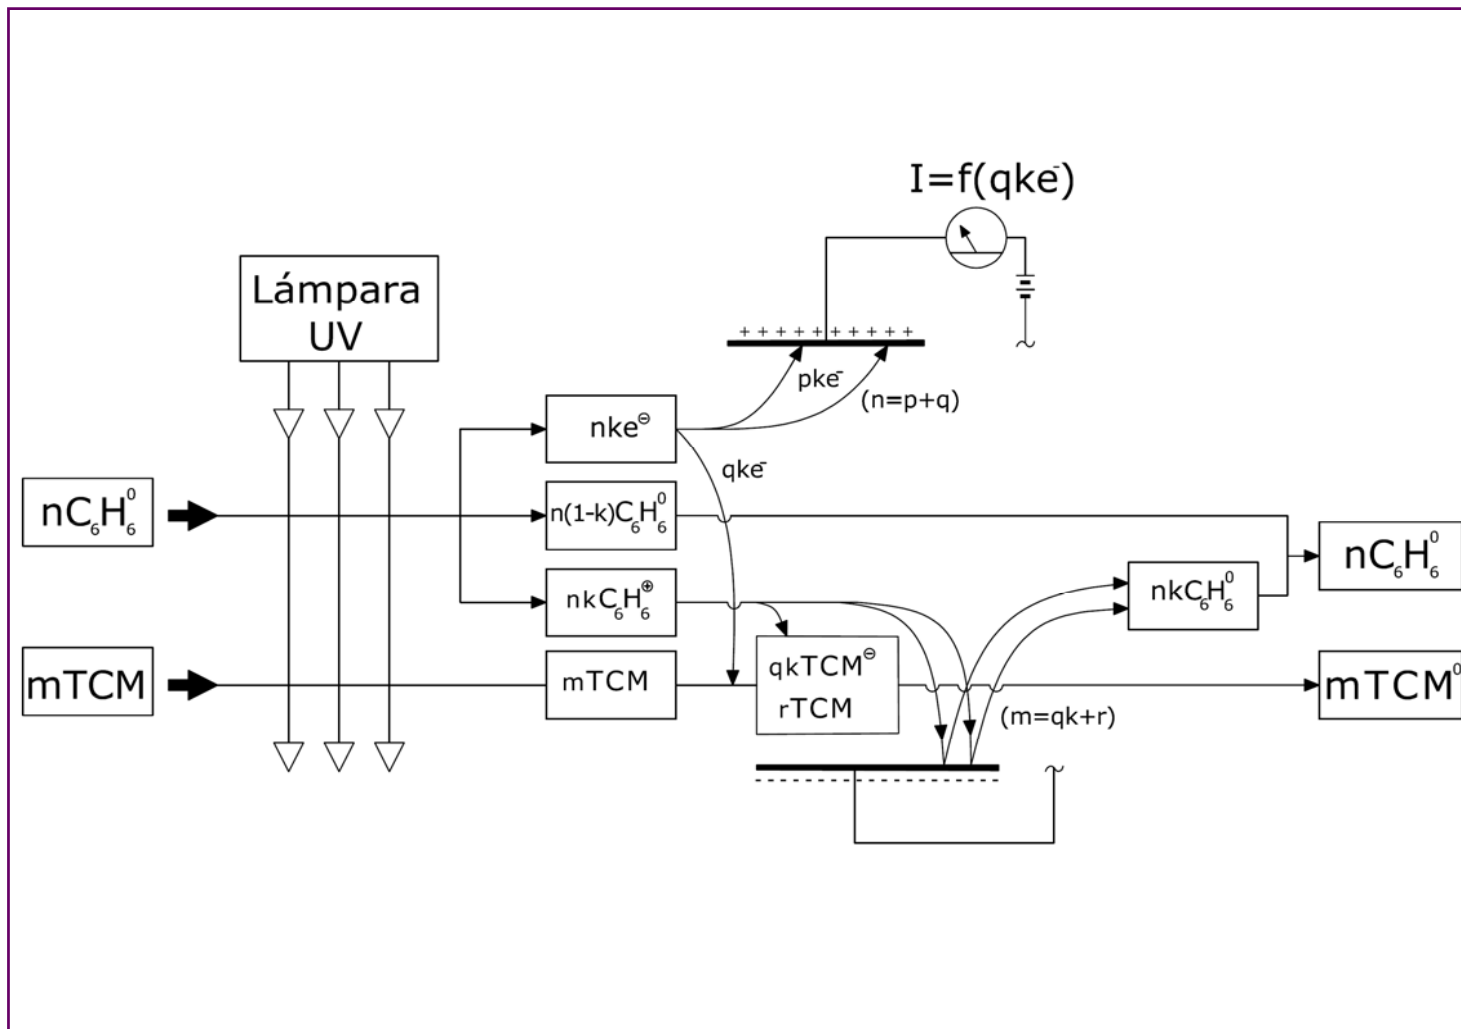 I=f(qke⁻)
Lámpara
UV
+ + + + + + + + + +
pke⁻
(n=p+q)
nke⊖
qke⁻
nC₆H₆⁰
n(1-k)C₆H₆⁰
nC₆H₆⁰
nkC₆H₆⊕
nkC₆H₆⁰
qkTCM⊖
mTCM
mTCM
rTCM
mTCM⁰
(m=qk+r)